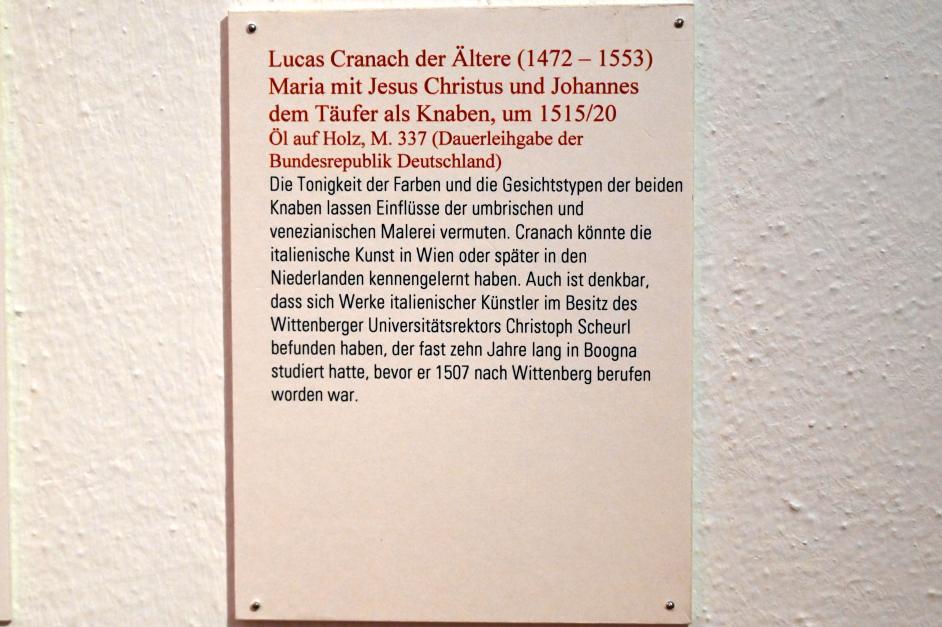 Lucas Cranach der Ältere (1472 – 1553)
Maria mit Jesus Christus und Johannes
dem Täufer als Knaben, um 1515/20
Öl auf Holz, M. 337 (Dauerleihgabe der
Bundesrepublik Deutschland)
Die Tonigkeit der Farben und die Gesichtstypen der beiden
Knaben lassen Einflüsse der umbrischen und
venezianischen Malerei vermuten. Cranach könnte die
italienische Kunst in Wien oder später in den
Niederlanden kennengelernt haben. Auch ist denkbar,
dass sich Werke italienischer Künstler im Besitz des
Wittenberger Universitätsrektors Christoph Scheurl
befunden haben, der fast zehn Jahre lang in Boogna
studiert hatte, bevor er 1507 nach Wittenberg berufen
worden war.